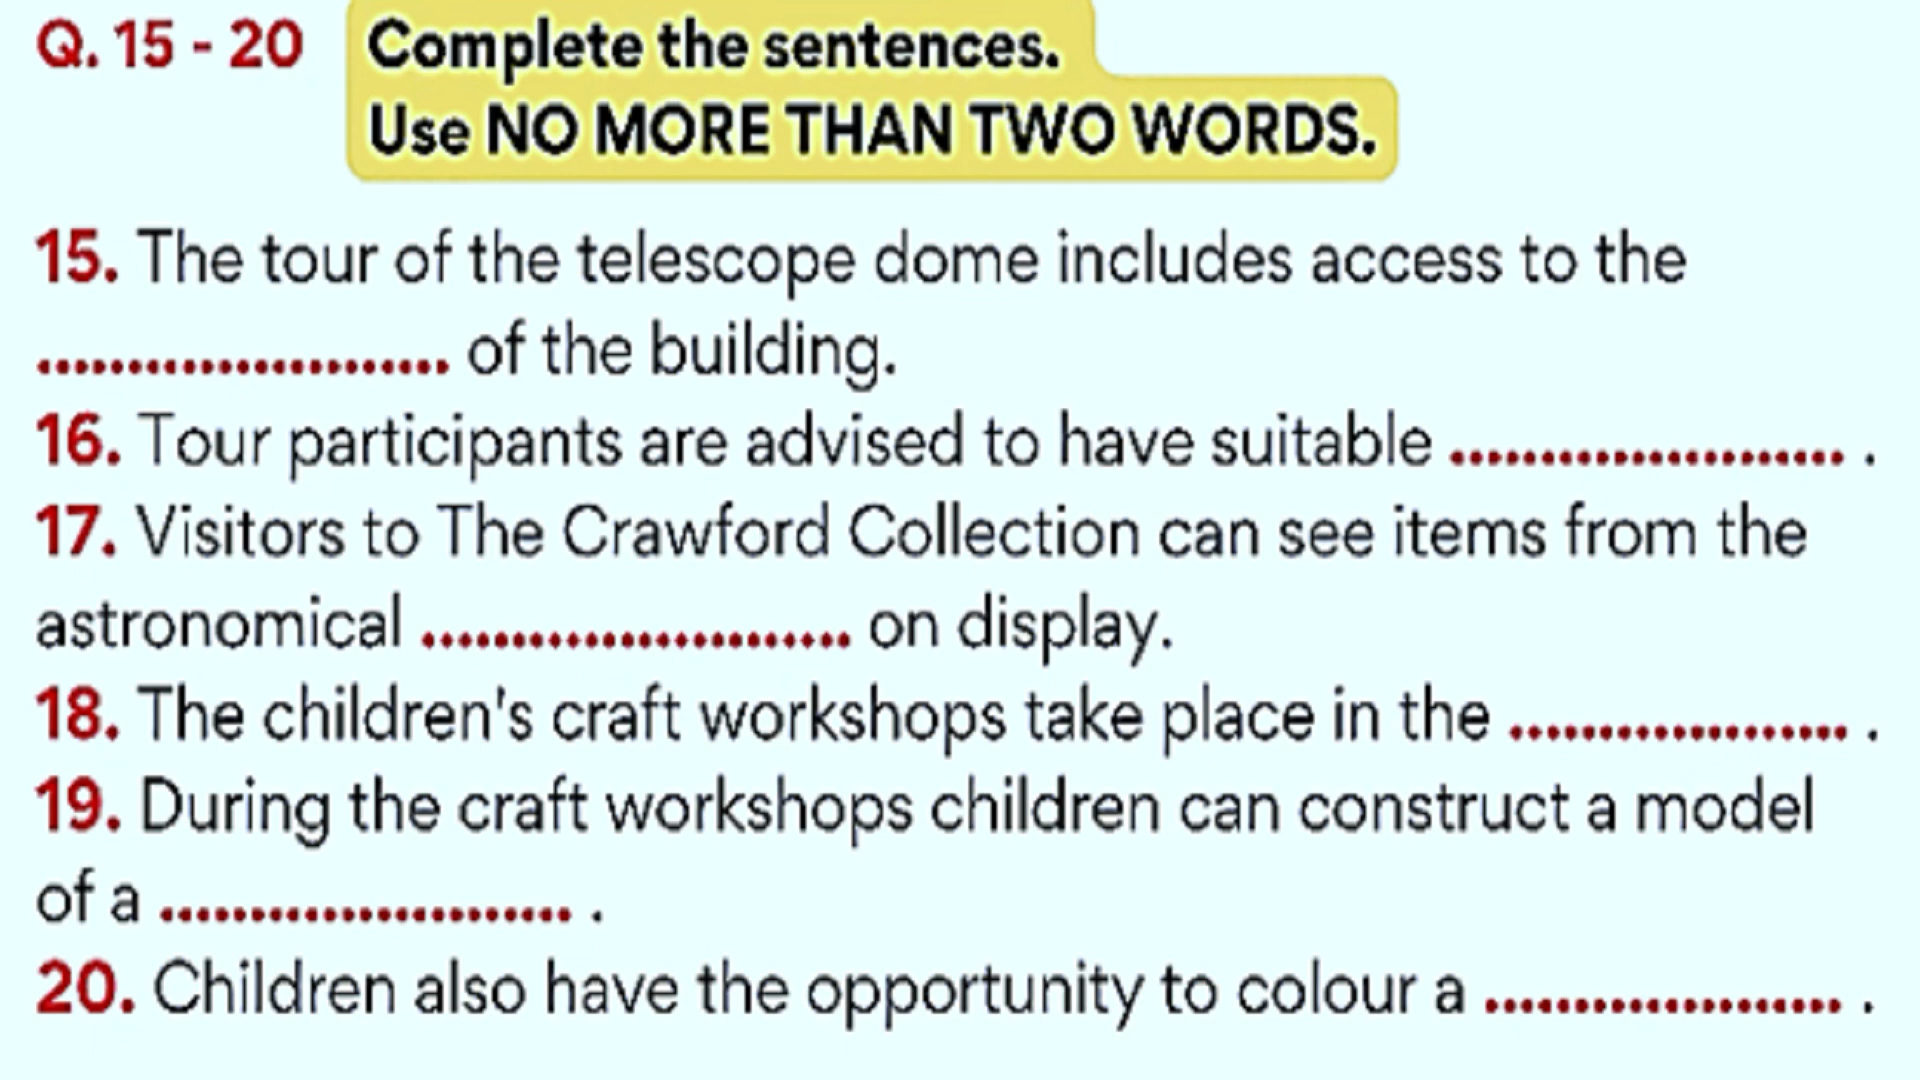 Q. 15 - 20 Complete the sentences.
Use NO MORE THAN TWO WORDS.
15. The tour of the telescope dome includes access to the
............................ of the building.
16. Tour participants are advised to have suitable ........................... .
17. Visitors to The Crawford Collection can see items from the
astronomical ............................. on display.
18. The children's craft workshops take place in the ....................... .
19. During the craft workshops children can construct a model
of a ............................ .
20. Children also have the opportunity to colour a ........................ .